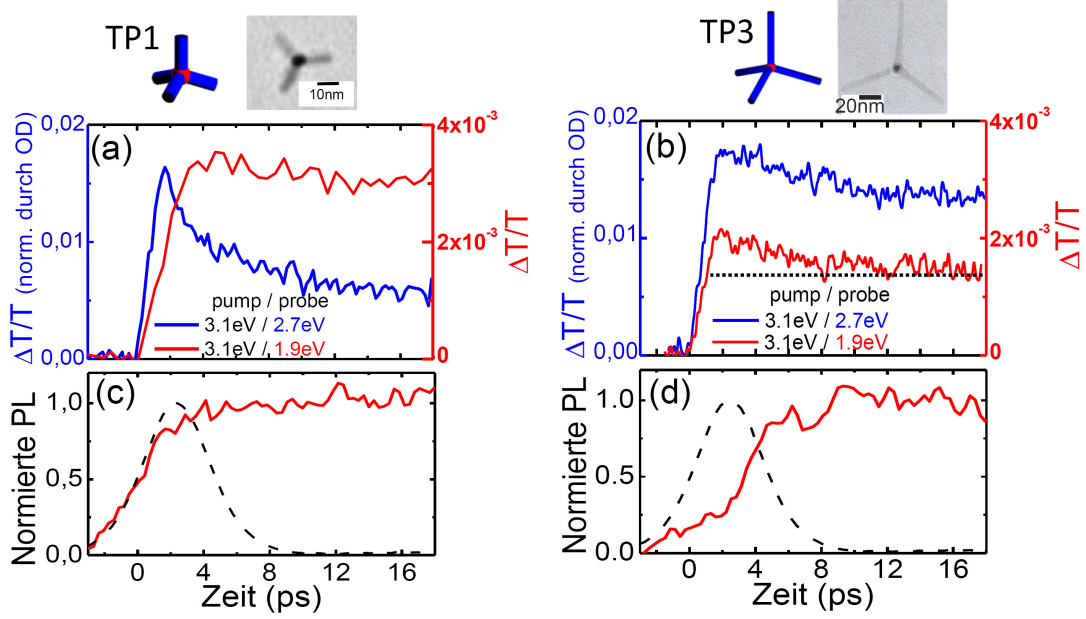 TP1
10nm
TP3
20nm
(a)
ΔT/T (norm. durch OD)
0,02
0,01
0,00
4x10⁻³
2x10⁻³
0
ΔT/T
pump / probe
3.1eV / 2.7eV
3.1eV / 1.9eV
(b)
ΔT/T (norm. durch OD)
0,02
0,01
0,00
4x10⁻³
2x10⁻³
0
ΔT/T
pump / probe
3.1eV / 2.7eV
3.1eV / 1.9eV
(c)
Normierte PL
1,0
0,5
0,0
0 4 8 12 16
Zeit (ps)
(d)
Normierte PL
1.0
0.5
0.0
0 4 8 12 16
Zeit (ps)